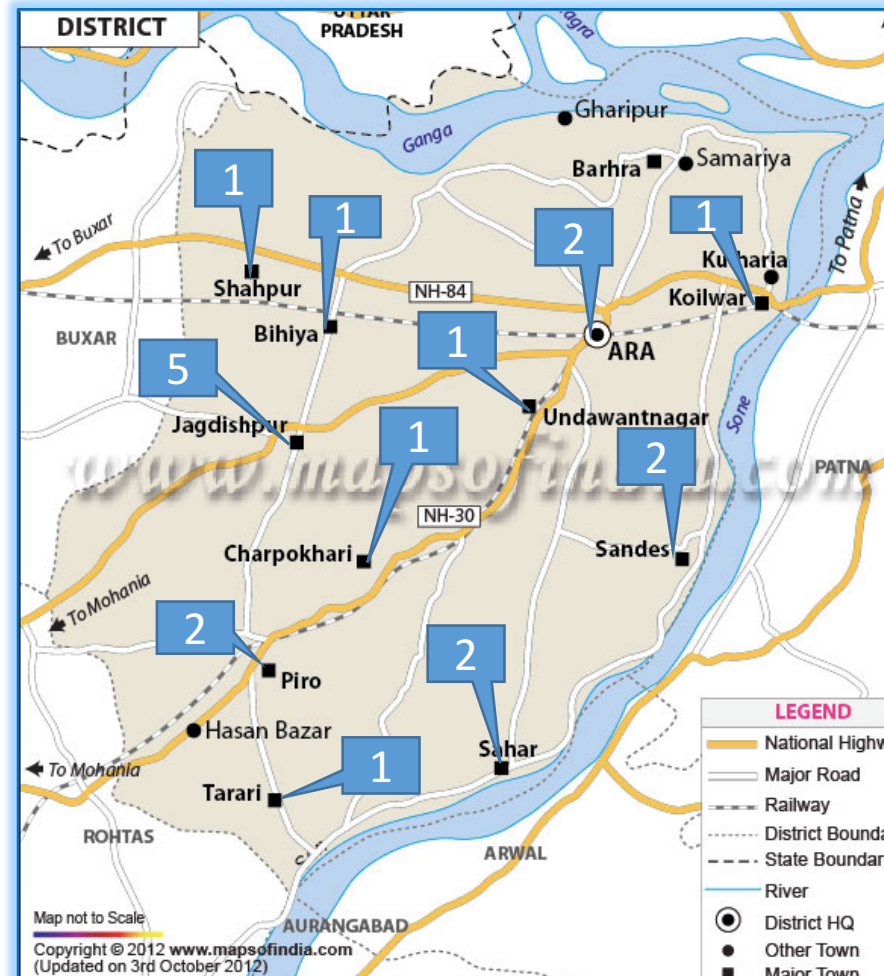 DISTRICT
UTTAR
PRADESH
Gharipur
Ganga
Barhra
Samariya
1
1
2
1
To Buxar
To Patna
Shahpur
NH-84
Koilwar
BUXAR
Bihiya
1
ARA
5
Undawantnagar
Jagdishpur
1
Sone
2
www.mapsofindia.com
PATNA
NH-30
Charpokhari
Sandes
To Mohania
2
2
Piro
Hasan Bazar
Sahar
To Mohania
1
Tarari
ROHTAS
ARWAL
AURANGABAD
LEGEND
National Highw
Major Road
Railway
District Bounda
State Boundar
River
District HQ
Other Town
Major Town
Map not to Scale
Copyright © 2012 www.mapsofindia.com
(Updated on 3rd October 2012)